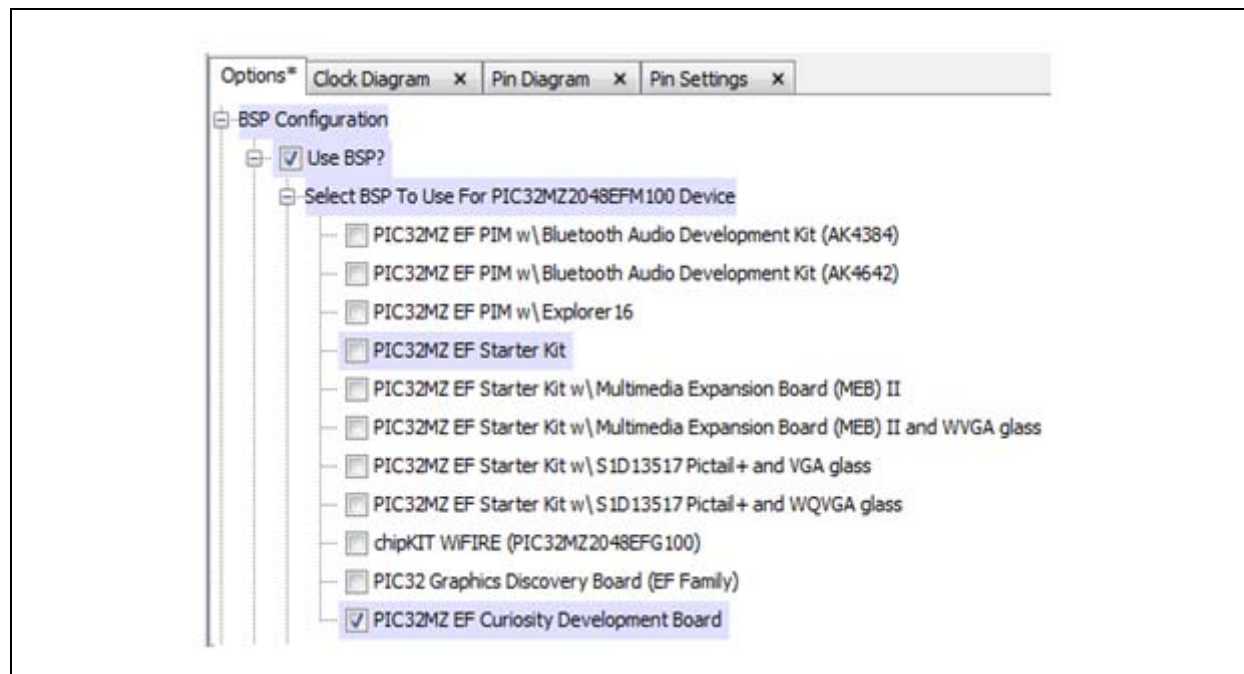 Options* Clock Diagram x Pin Diagram x Pin Settings x
BSP Configuration
Use BSP?
Select BSP To Use For PIC32MZ2048EFM100 Device
PIC32MZ EF PIM w\Bluetooth Audio Development Kit (AK4384)
PIC32MZ EF PIM w\Bluetooth Audio Development Kit (AK4642)
PIC32MZ EF PIM w\Explorer16
PIC32MZ EF Starter Kit
PIC32MZ EF Starter Kit w\Multimedia Expansion Board (MEB) II
PIC32MZ EF Starter Kit w\Multimedia Expansion Board (MEB) II and WVGA glass
PIC32MZ EF Starter Kit w\S1D13517 Pictail+ and VGA glass
PIC32MZ EF Starter Kit w\S1D13517 Pictail+ and WQVGA glass
chipKIT WiFIRE (PIC32MZ2048EFG100)
PIC32 Graphics Discovery Board (EF Family)
PIC32MZ EF Curiosity Development Board